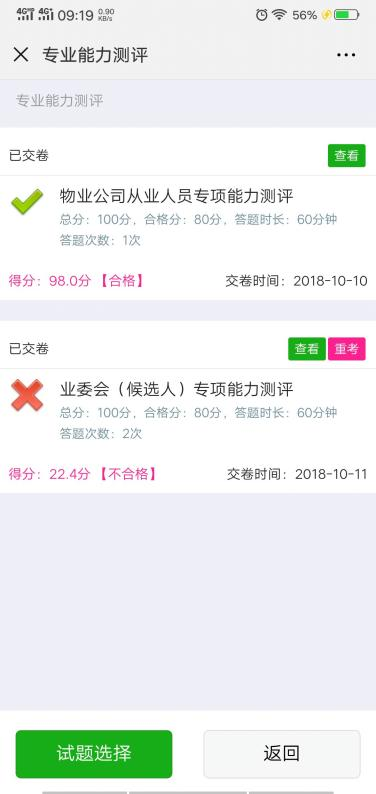 4G 4G+ 09:19 0.90 KB/s 56%
专业能力测评
专业能力测评
已交卷 查看
物业公司从业人员专项能力测评
总分：100分，合格分：80分，答题时长：60分钟
答题次数：1次
得分：98.0分 【合格】 交卷时间：2018-10-10
已交卷 查看 重考
业委会（候选人）专项能力测评
总分：100分，合格分：80分，答题时长：60分钟
答题次数：2次
得分：22.4分 【不合格】 交卷时间：2018-10-11
试题选择 返回